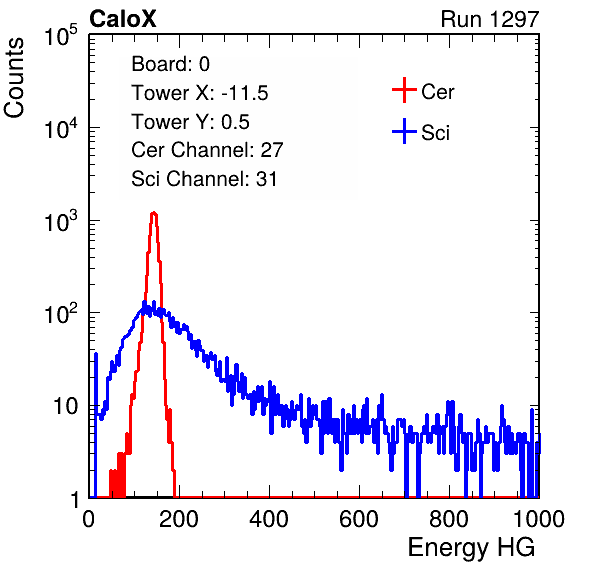 CaloX Run 1297
Counts
Board: 0
Tower X: -11.5
Tower Y: 0.5
Cer Channel: 27
Sci Channel: 31
Cer
Sci
10^5
10^4
10^3
10^2
10
1
0 200 400 600 800 1000
Energy HG